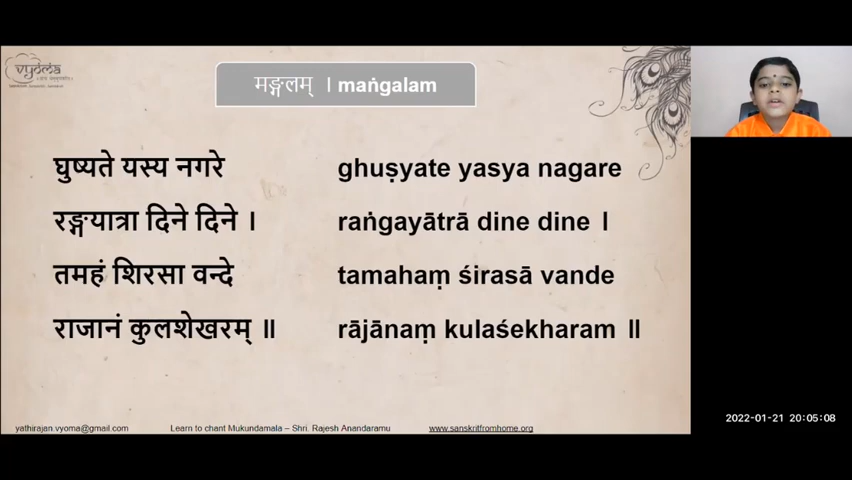 vyoma
मङ्गलम् । maṅgalam
घुष्यते यस्य नगरे
रङ्गयात्रा दिने दिने ।
तमहं शिरसा वन्दे
राजानं कुलशेखरम् ॥
ghuṣyate yasya nagare
raṅgayātrā dine dine ।
tamahaṃ śirasā vande
rājānaṃ kulaśekharam ॥
2022-01-21 20:05:08
yathirajan.vyoma@gmail.com
Learn to chant Mukundamala – Shri. Rajesh Anandaramu
www.sanskritfromhome.org